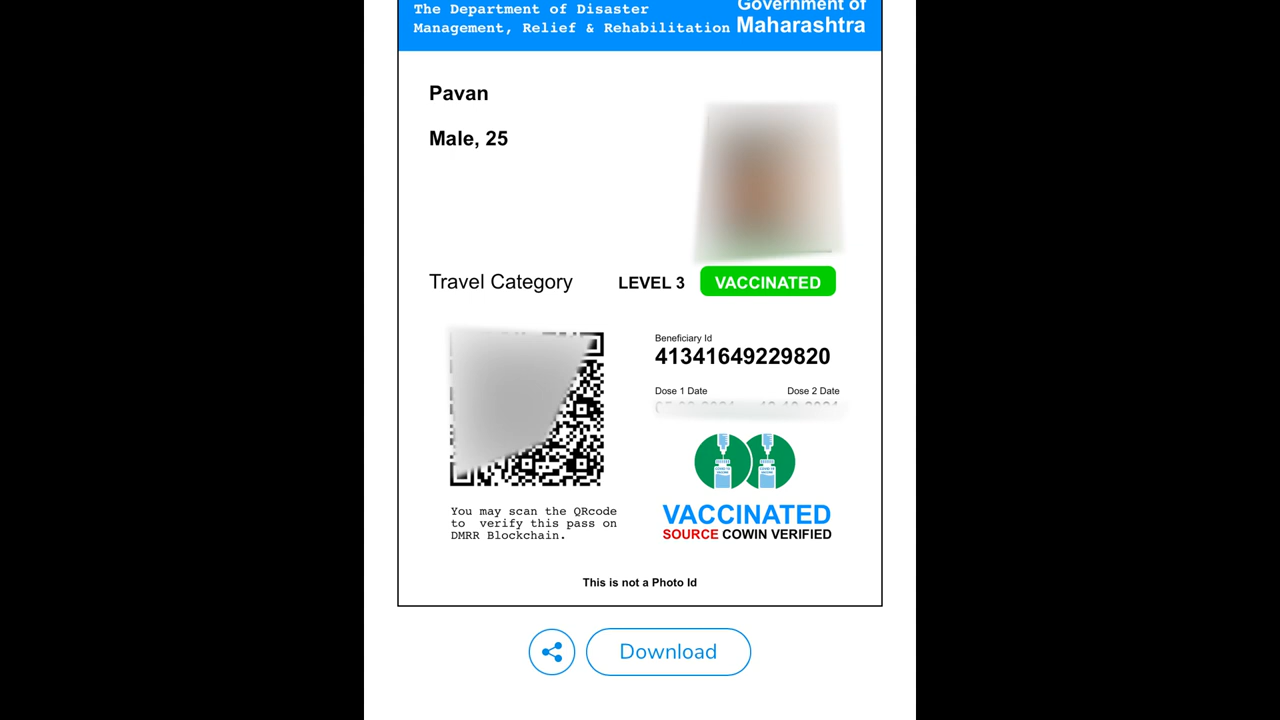 The Department of Disaster
Management, Relief & Rehabilitation
Government of
Maharashtra
Pavan
Male, 25
Travel Category
LEVEL 3
VACCINATED
Beneficiary Id
41341649229820
Dose 1 Date
Dose 2 Date
You may scan the QRcode
to verify this pass on
DMRR Blockchain.
VACCINATED
SOURCE COWIN VERIFIED
This is not a Photo Id
Download